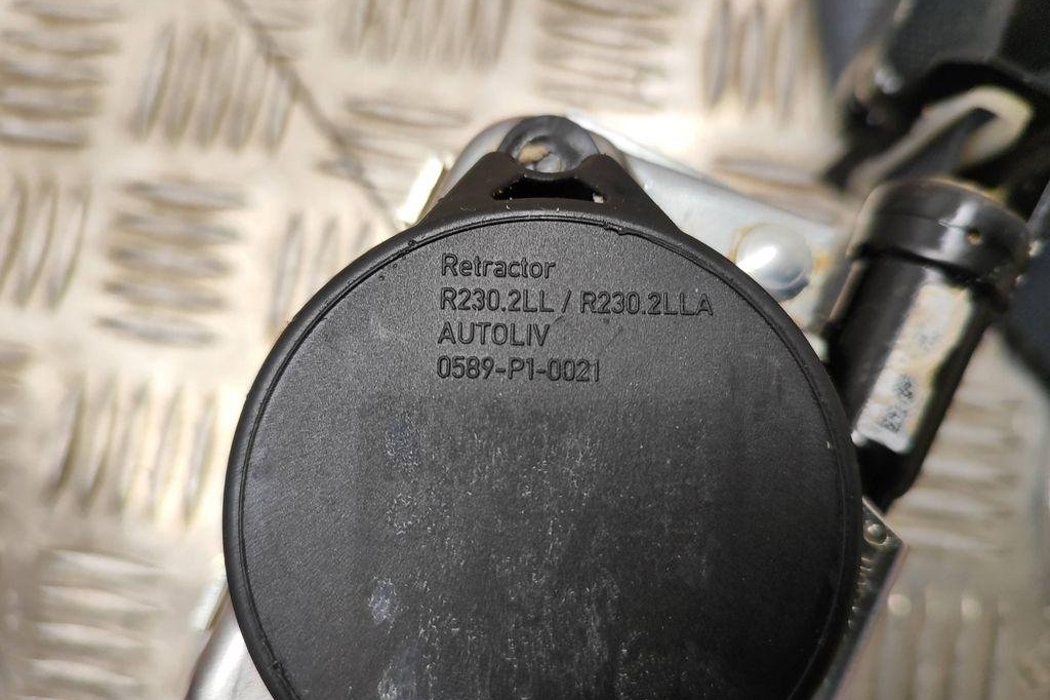 Retractor
R230.2LL / R230.2LLA
AUTOLIV
0589-P1-0021